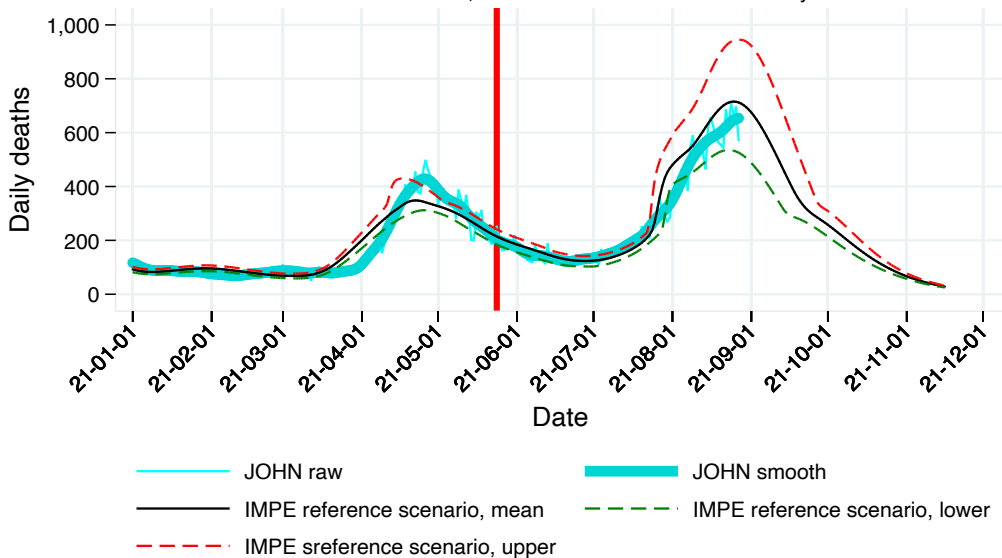 1,000
800
600
400
200
0
Daily deaths
21-01-01
21-02-01
21-03-01
21-04-01
21-05-01
21-06-01
21-07-01
21-08-01
21-09-01
21-10-01
21-11-01
21-12-01
Date
JOHN raw
JOHN smooth
IMPE reference scenario, mean
IMPE reference scenario, lower
IMPE sreference scenario, upper